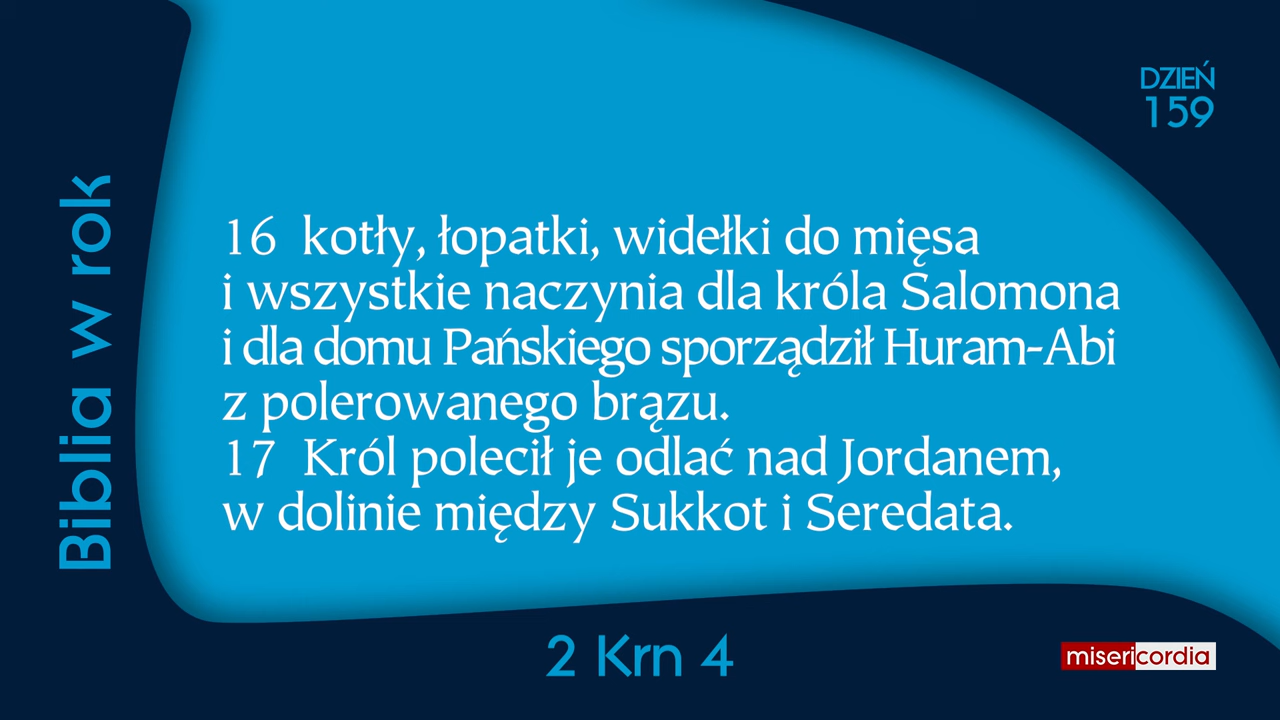 DZIEŃ
159
Biblia w rok
16 kotły, łopatki, widełki do mięsa
i wszystkie naczynia dla króla Salomona
i dla domu Pańskiego sporządził Huram-Abi
z polerowanego brązu.
17 Król polecił je odlać nad Jordanem,
w dolinie między Sukkot i Seredata.
2 Krn 4
misericordia